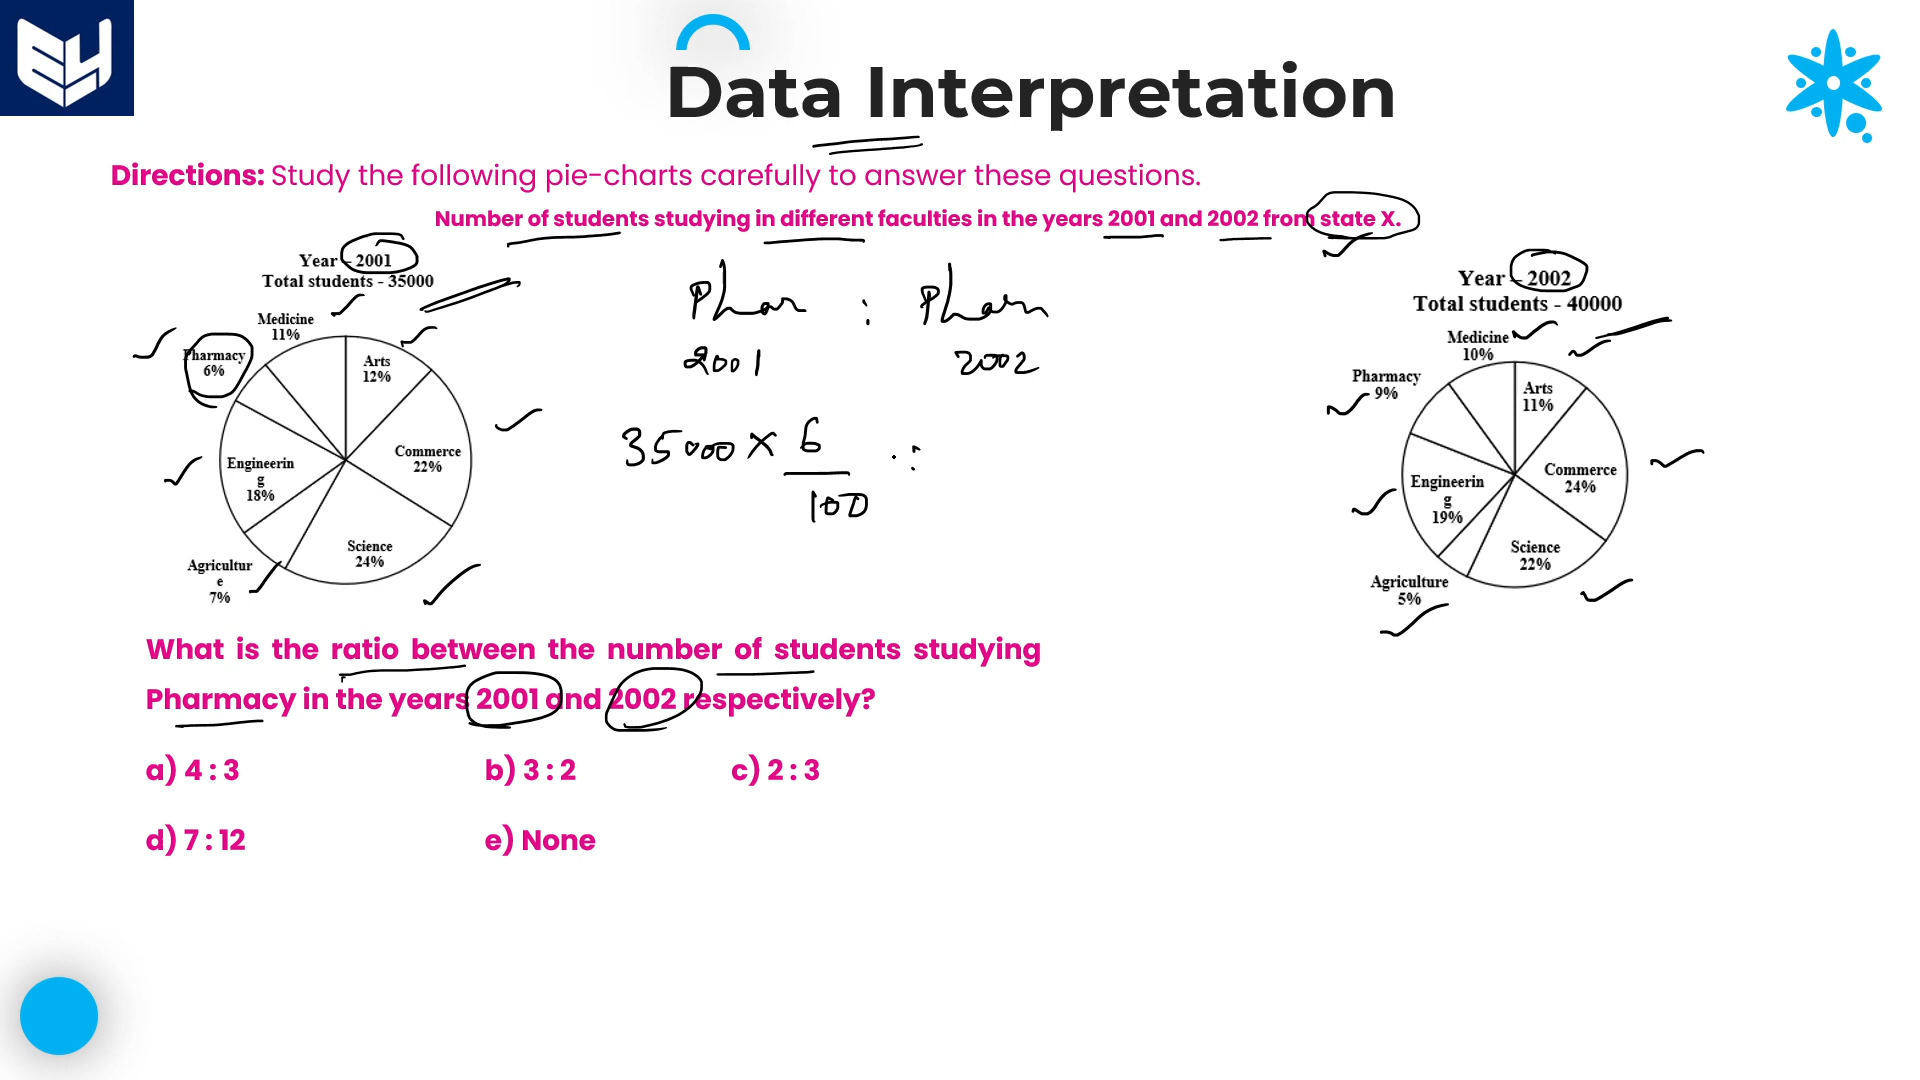 Data Interpretation
Directions: Study the following pie-charts carefully to answer these questions.
Number of students studying in different faculties in the years 2001 and 2002 from state X.
Year – 2001
Total students - 35000
Medicine
11%
Pharmacy
6%
Arts
12%
Commerce
22%
Engineerin
g
18%
Science
24%
Agricultur
e
7%
Phar : Pharm
2001 2002
35000 × 6 :
100
Year – 2002
Total students - 40000
Medicine
10%
Pharmacy
9%
Arts
11%
Commerce
24%
Engineerin
g
19%
Science
22%
Agriculture
5%
What is the ratio between the number of students studying
Pharmacy in the years 2001 and 2002 respectively?
a) 4 : 3 b) 3 : 2 c) 2 : 3
d) 7 : 12 e) None